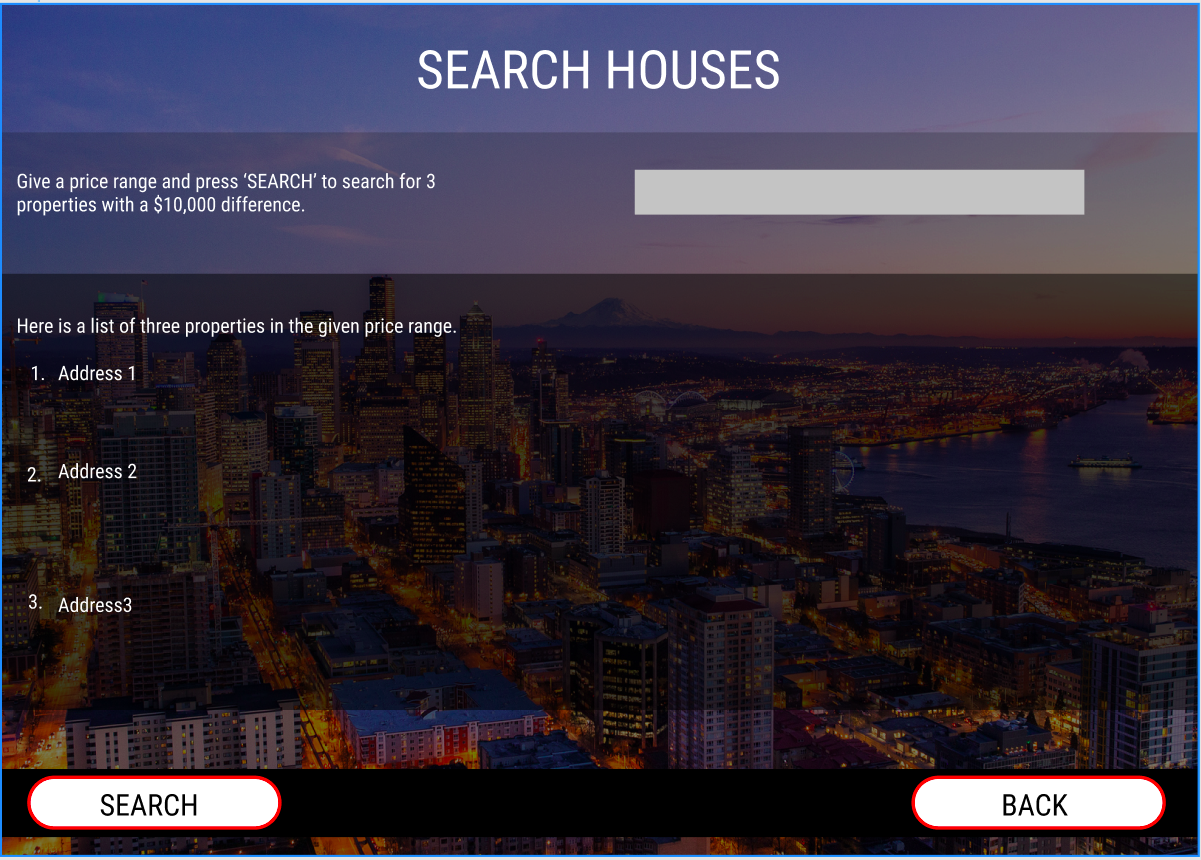 SEARCH HOUSES
Give a price range and press ‘SEARCH’ to search for 3
properties with a $10,000 difference.
Here is a list of three properties in the given price range.
1. Address 1
2. Address 2
3. Address3
SEARCH
BACK